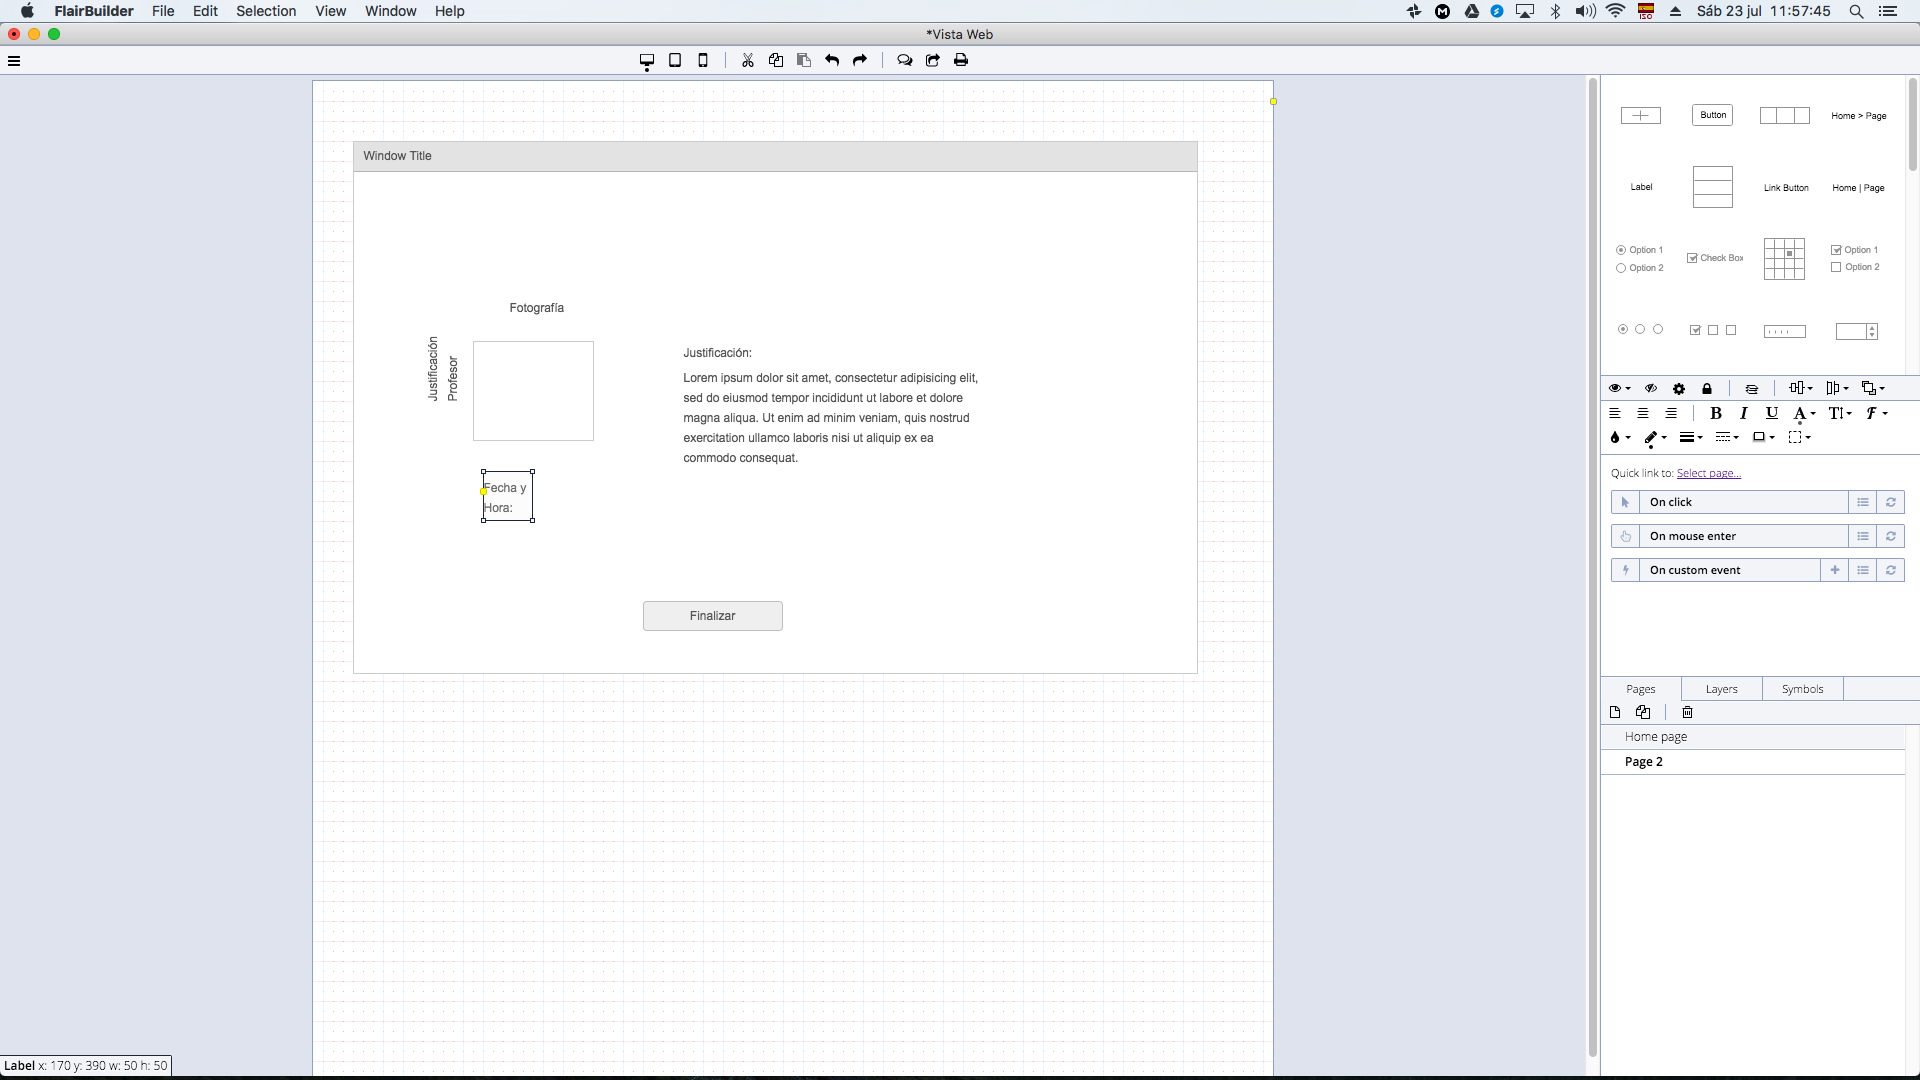 FlairBuilder File Edit Selection View Window Help
ISO
Sáb 23 jul 11:57:45
*Vista Web
Window Title
Fotografía
Justificación
Profesor
Justificación:
Lorem ipsum dolor sit amet, consectetur adipisicing elit,
sed do eiusmod tempor incididunt ut labore et dolore
magna aliqua. Ut enim ad minim veniam, quis nostrud
exercitation ullamco laboris nisi ut aliquip ex ea
commodo consequat.
Fecha y
Hora:
Finalizar
Button
Home > Page
Label
Link Button
Home | Page
Option 1
Option 2
Check Box
Option 1
Option 2
B I U A T F
Quick link to: Select page...
On click
On mouse enter
On custom event
Pages Layers Symbols
Home page
Page 2
Label x: 170 y: 390 w: 50 h: 50